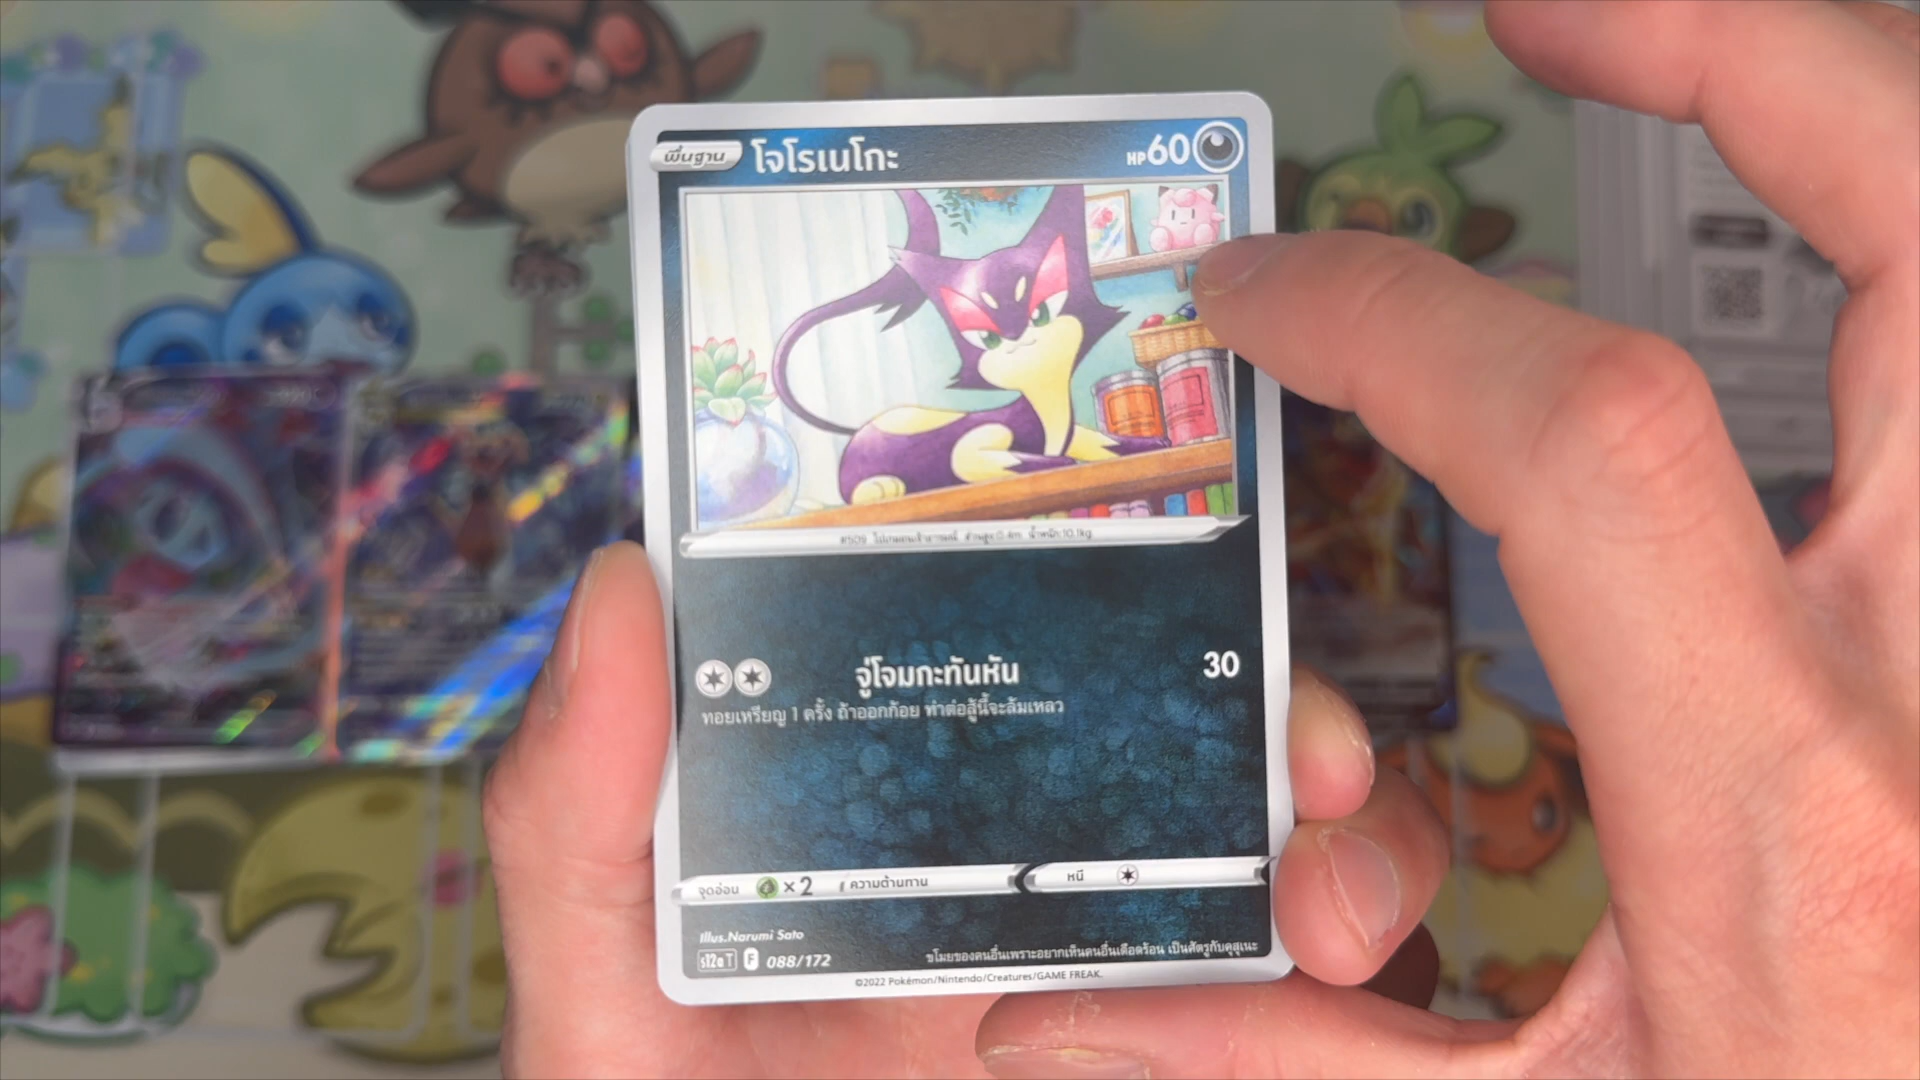 พื้นฐาน โจโรเนโกะ HP60
#509 โปเกมอนเจ้าอารมณ์ ส่วนสูง:0.4m น้ำหนัก:10.1kg
จู่โจมกะทันหัน 30
ทอยเหรียญ 1 ครั้ง ถ้าออกก้อย ท่าต่อสู้นี้จะล้มเหลว
จุดอ่อน ×2 ความต้านทาน หนี
Illus.Narumi Sato
s12a T F 088/172
ขโมยของคนอื่นเพราะอยากเห็นคนอื่นเดือดร้อน เป็นศัตรูกับคุสุเนะ
©2022 Pokémon/Nintendo/Creatures/GAME FREAK.